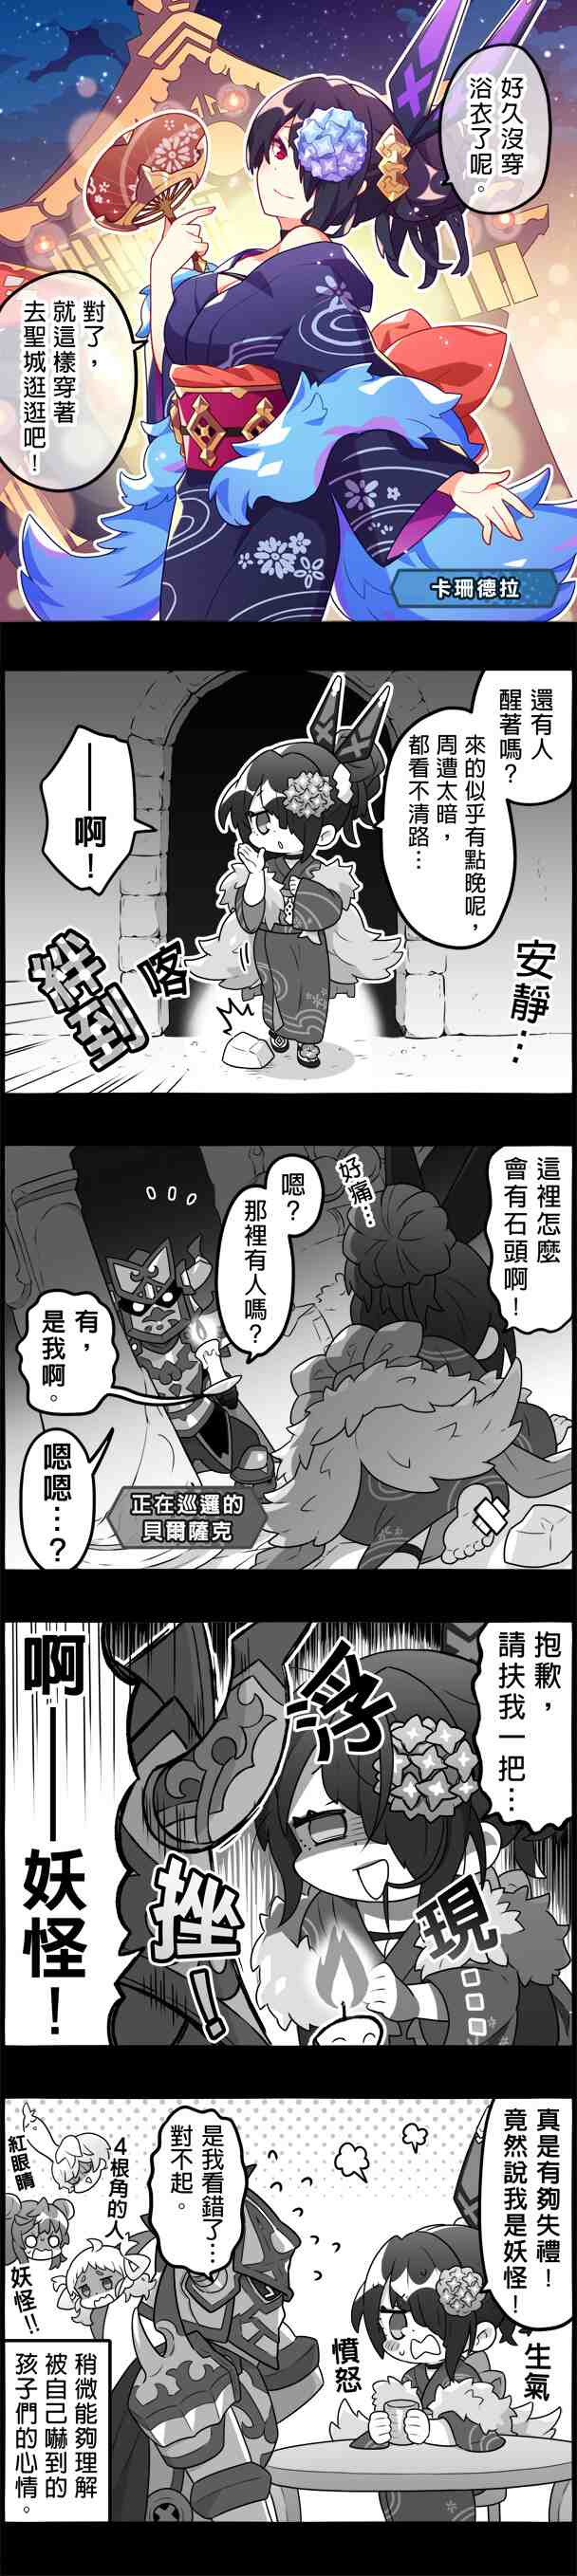 好久沒穿
浴衣了呢。
對了，
就這樣穿著
去聖城逛逛吧！
卡珊德拉
還有人
醒著嗎？
來的似乎有點晚呢，
周遭太暗，
都看不清路…
安靜…
——啊！
喀
絆到
這裡怎麼
會有石頭啊！
好痛…
嗯？
那裡有人嗎？
有，
是我啊。
嗯嗯…？
正在巡邏的
貝爾薩克
抱歉，
請扶我一把…
浮
現……
挫！
啊——妖怪！
真是有夠失禮！
竟然說我是妖怪！
生氣
憤怒
是我看錯了…
對不起。
4根角的人
紅眼睛
妖怪!!
稍微能夠理解
被自己嚇到的
孩子們的心情。